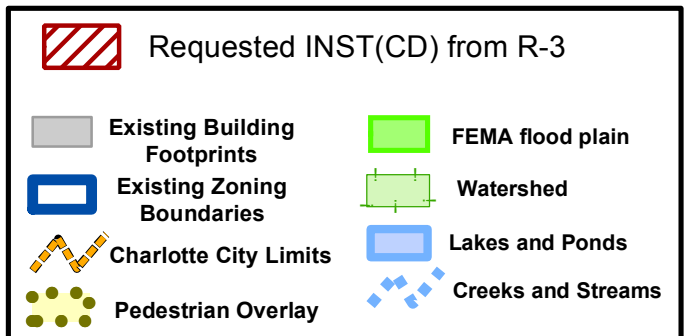 Requested INST(CD) from R-3
Existing Building
Footprints
Existing Zoning
Boundaries
Charlotte City Limits
Pedestrian Overlay
FEMA flood plain
Watershed
Lakes and Ponds
Creeks and Streams